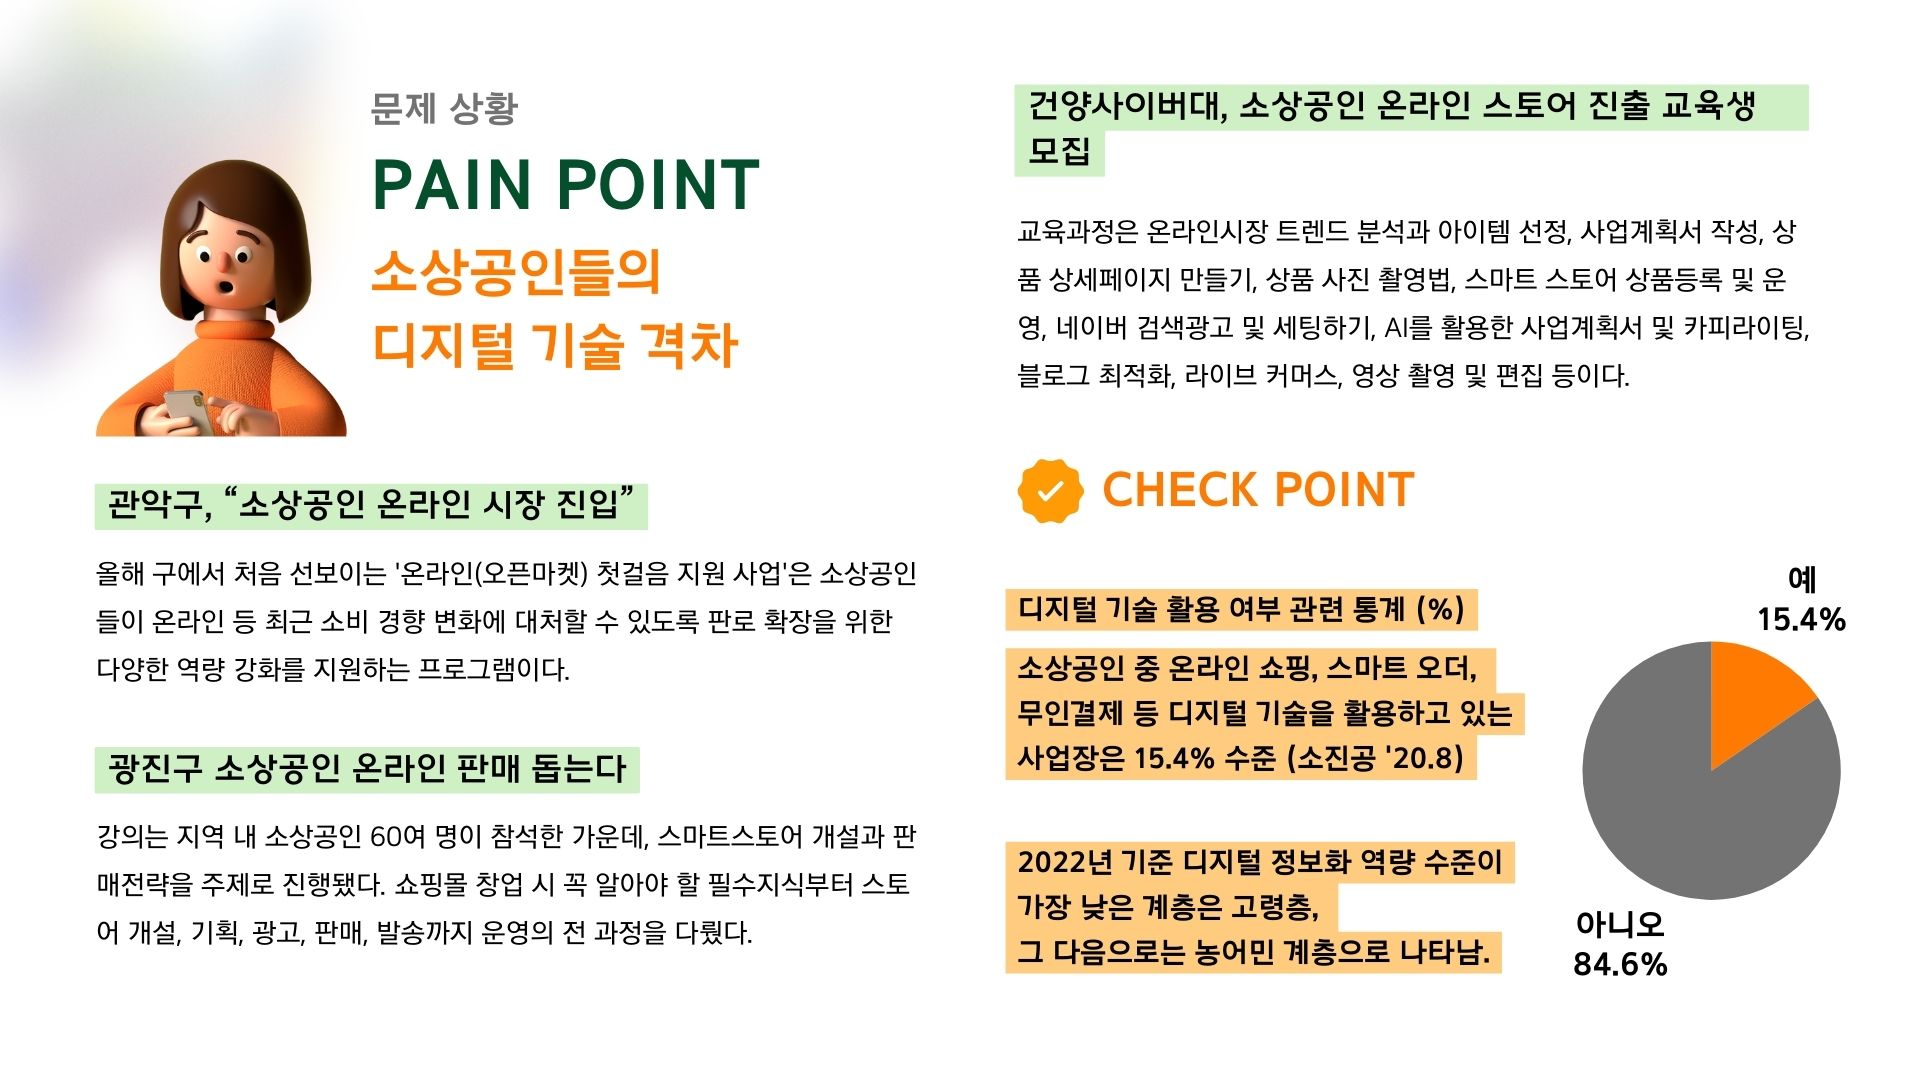 문제 상황
PAIN POINT
소상공인들의
디지털 기술 격차
관악구, “소상공인 온라인 시장 진입”
올해 구에서 처음 선보이는 '온라인(오픈마켓) 첫걸음 지원 사업'은 소상공인
들이 온라인 등 최근 소비 경향 변화에 대처할 수 있도록 판로 확장을 위한
다양한 역량 강화를 지원하는 프로그램이다.
광진구 소상공인 온라인 판매 돕는다
강의는 지역 내 소상공인 60여 명이 참석한 가운데, 스마트스토어 개설과 판
매전략을 주제로 진행됐다. 쇼핑몰 창업 시 꼭 알아야 할 필수지식부터 스토
어 개설, 기획, 광고, 판매, 발송까지 운영의 전 과정을 다뤘다.
건양사이버대, 소상공인 온라인 스토어 진출 교육생
모집
교육과정은 온라인시장 트렌드 분석과 아이템 선정, 사업계획서 작성, 상
품 상세페이지 만들기, 상품 사진 촬영법, 스마트 스토어 상품등록 및 운
영, 네이버 검색광고 및 세팅하기, AI를 활용한 사업계획서 및 카피라이팅,
블로그 최적화, 라이브 커머스, 영상 촬영 및 편집 등이다.
CHECK POINT
디지털 기술 활용 여부 관련 통계 (%)
소상공인 중 온라인 쇼핑, 스마트 오더,
무인결제 등 디지털 기술을 활용하고 있는
사업장은 15.4% 수준 (소진공 '20.8)
2022년 기준 디지털 정보화 역량 수준이
가장 낮은 계층은 고령층,
그 다음으로는 농어민 계층으로 나타남.
예
15.4%
아니오
84.6%